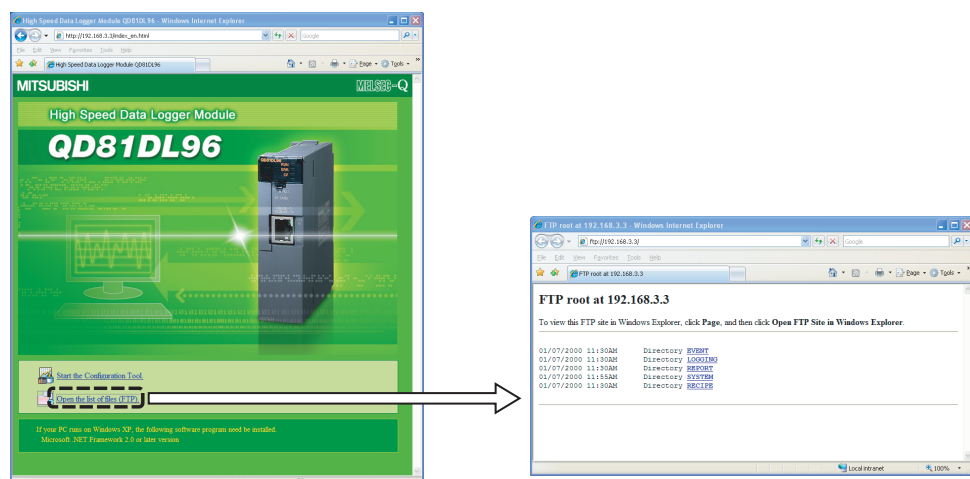 High Speed Data Logger Module QD81DL96 - Windows Internet Explorer
http://192.168.3.3/index_en.html
Google
File Edit View Favorites Tools Help
High Speed Data Logger Module QD81DL96
Page Tools
MITSUBISHI
MELSEC-Q
High Speed Data Logger Module
QD81DL96
QD81DL96
RUN
ERR.
Start the Configuration Tool.
Open the list of files (FTP).
If your PC runs on Windows XP, the following software program need be installed.
Microsoft .NET Framework 2.0 or later version
FTP root at 192.168.3.3 - Windows Internet Explorer
ftp://192.168.3.3/
Google
File Edit View Favorites Tools Help
FTP root at 192.168.3.3
Page Tools
FTP root at 192.168.3.3
To view this FTP site in Windows Explorer, click Page, and then click Open FTP Site in Windows Explorer.
01/07/2000 11:30AM Directory EVENT
01/07/2000 11:30AM Directory LOGGING
01/07/2000 11:30AM Directory REPORT
01/07/2000 11:55AM Directory SYSTEM
01/07/2000 11:30AM Directory RECIPE
Local intranet
100%